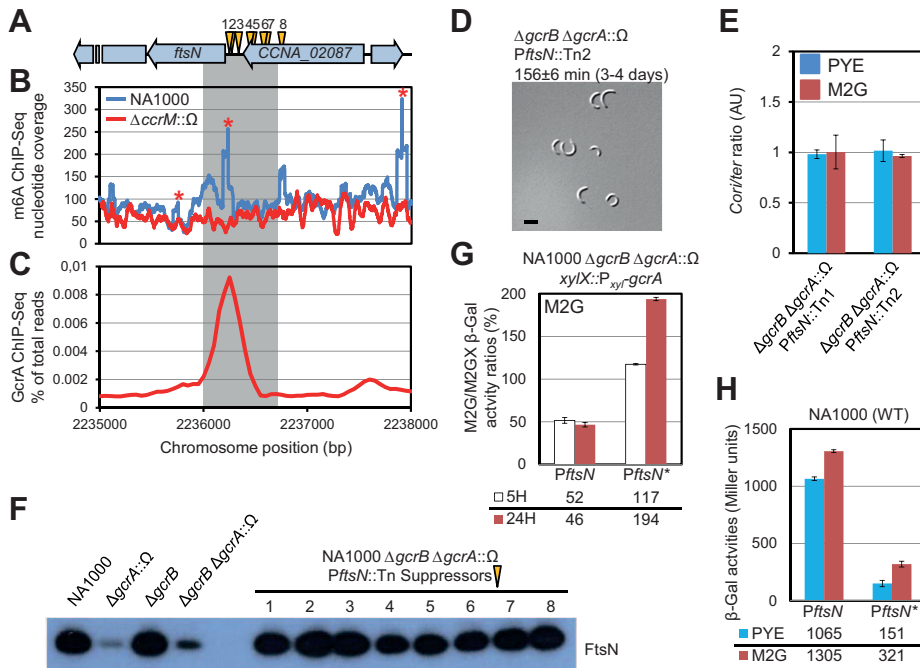 A
1 2 3 4 5 6 7 8
ftsN
CCNA_02087
B
m6A ChIP-Seq
nucleotide coverage
350
300
250
200
150
100
50
0
NA1000
ΔccrM::Ω
*
*
*
C
GcrA ChIP-Seq
% of total reads
0,01
0.008
0.006
0.004
0.002
0
2235000
2236000
2237000
2238000
Chromosome position (bp)
D
ΔgcrB ΔgcrA::Ω
PftsN::Tn2
156±6 min (3-4 days)
E
Cori/ter ratio (AU)
2
1.5
1
0.5
0
PYE
M2G
ΔgcrB ΔgcrA::Ω
PftsN::Tn1
ΔgcrB ΔgcrA::Ω
PftsN::Tn2
F
NA1000
ΔgcrA::Ω
ΔgcrB
ΔgcrB ΔgcrA::Ω
NA1000 ΔgcrB ΔgcrA::Ω
PftsN::Tn Suppressors
1 2 3 4 5 6 7 8
FtsN
G
NA1000 ΔgcrB ΔgcrA::Ω
xylX::Pxyl-gcrA
M2G
M2G/M2GX β-Gal
actvity ratios (%)
200
150
100
50
0
PftsN PftsN*
5H 52 117
24H 46 194
H
NA1000 (WT)
β-Gal actvities (Miller units)
1500
1000
500
0
PftsN PftsN*
PYE 1065 151
M2G 1305 321